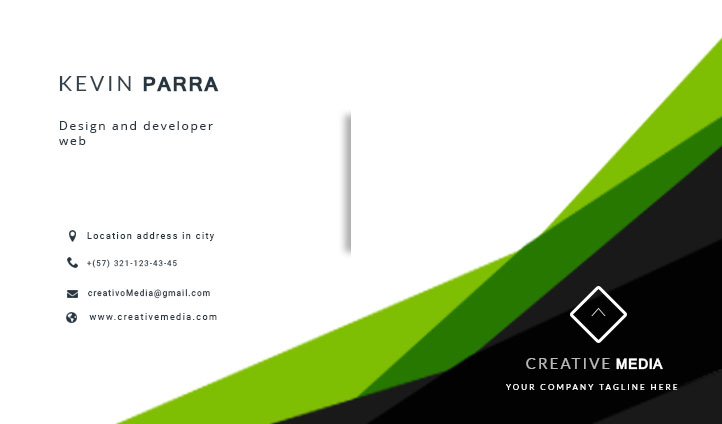 KEVIN PARRA
Design and developer
web
Location address in city
+(57) 321-123-43-45
creativoMedia@gmail.com
www.creativemedia.com
CREATIVE MEDIA
YOUR COMPANY TAGLINE HERE